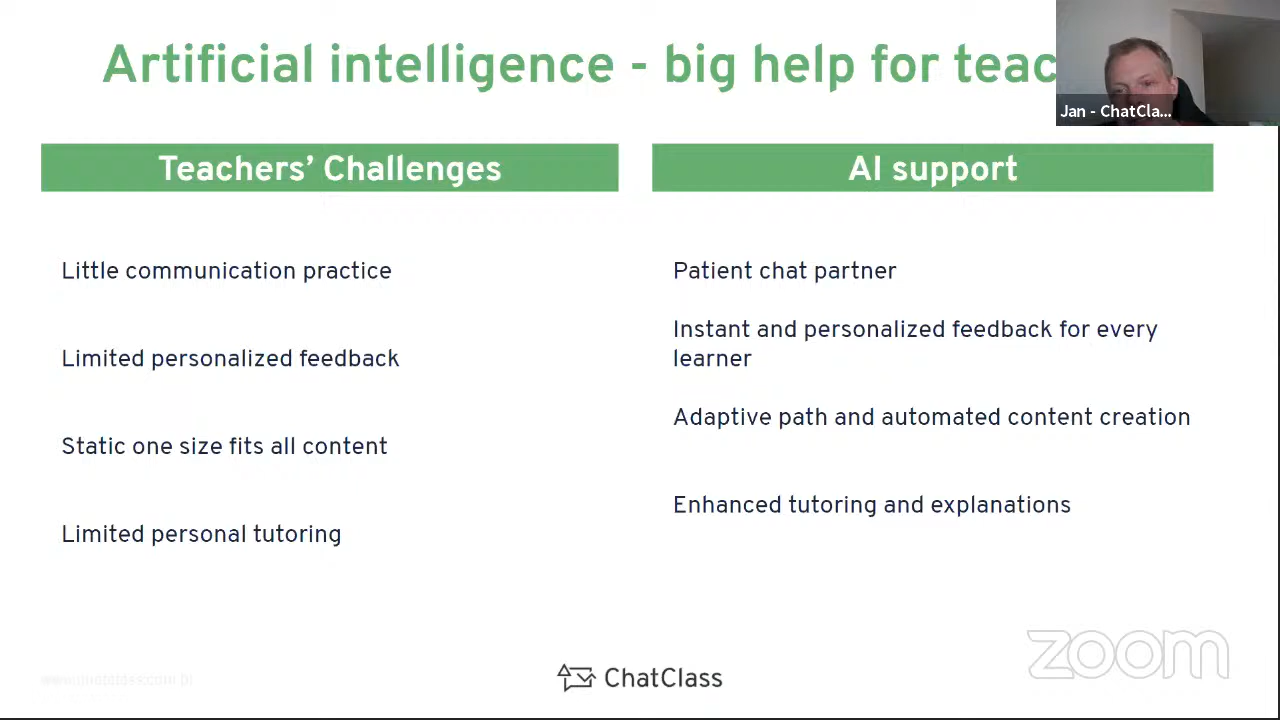 Artificial intelligence - big help for teac
Jan - ChatCla...
Teachers' Challenges
AI support
Little communication practice
Patient chat partner
Limited personalized feedback
Instant and personalized feedback for every
learner
Static one size fits all content
Adaptive path and automated content creation
Limited personal tutoring
Enhanced tutoring and explanations
ChatClass
zoom